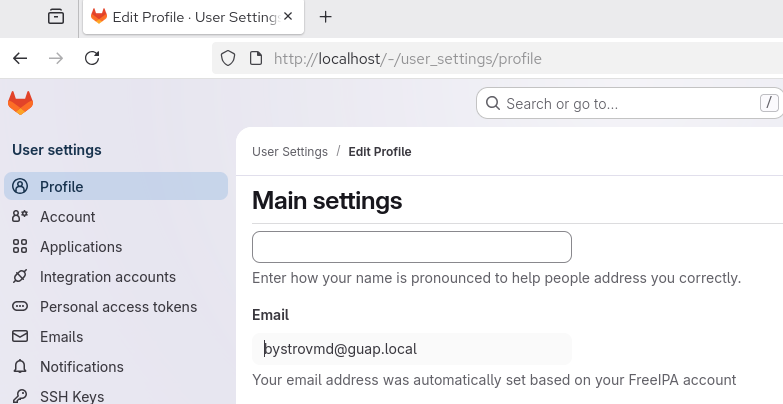 Edit Profile · User Settings
http://localhost/-/user_settings/profile
Search or go to... /
User settings
Profile
Account
Applications
Integration accounts
Personal access tokens
Emails
Notifications
SSH Keys
User Settings / Edit Profile
Main settings
Enter how your name is pronounced to help people address you correctly.
Email
bystrovmd@guap.local
Your email address was automatically set based on your FreeIPA account